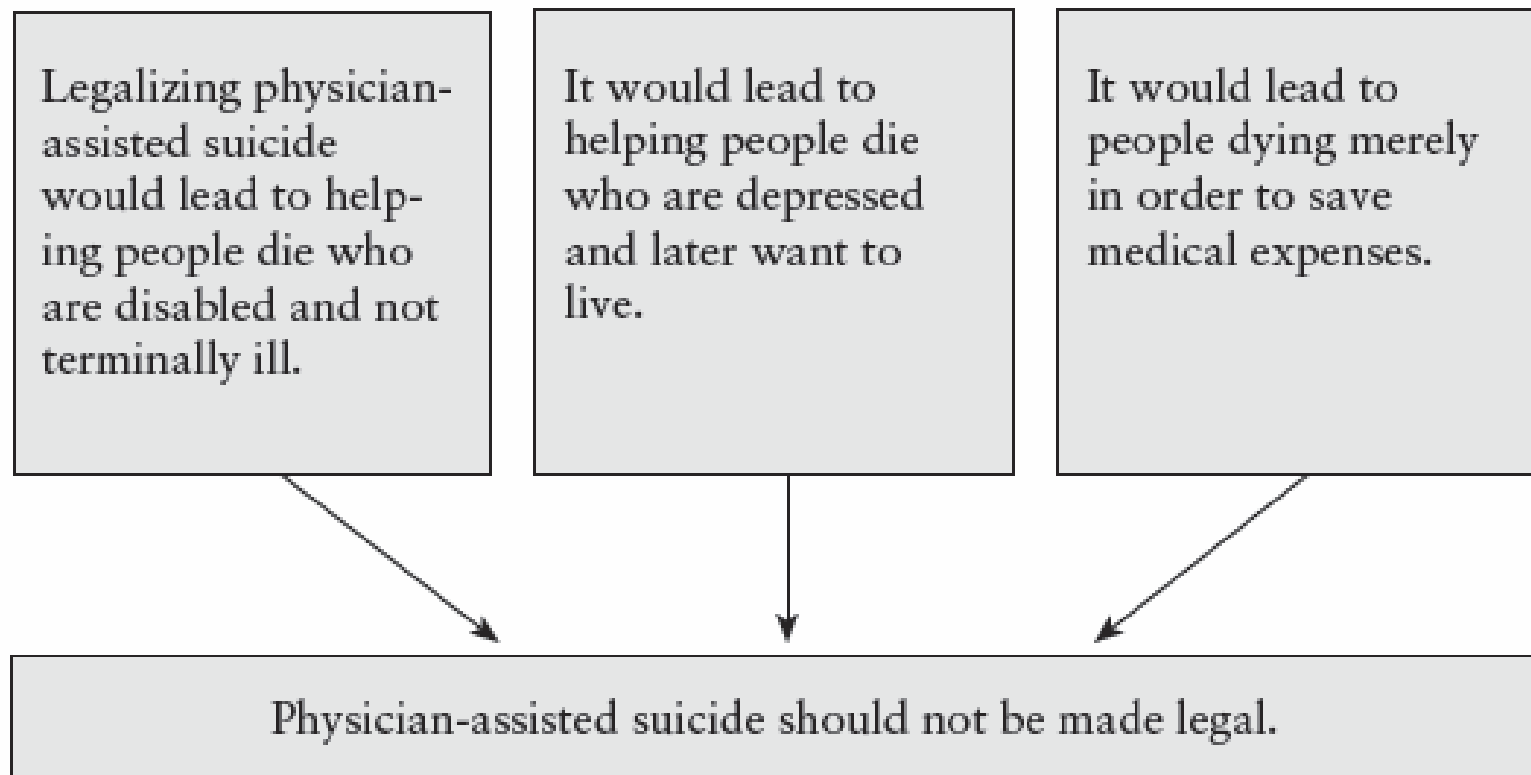 Legalizing physician-
assisted suicide
would lead to help-
ing people die who
are disabled and not
terminally ill.
It would lead to
helping people die
who are depressed
and later want to
live.
It would lead to
people dying merely
in order to save
medical expenses.
Physician-assisted suicide should not be made legal.